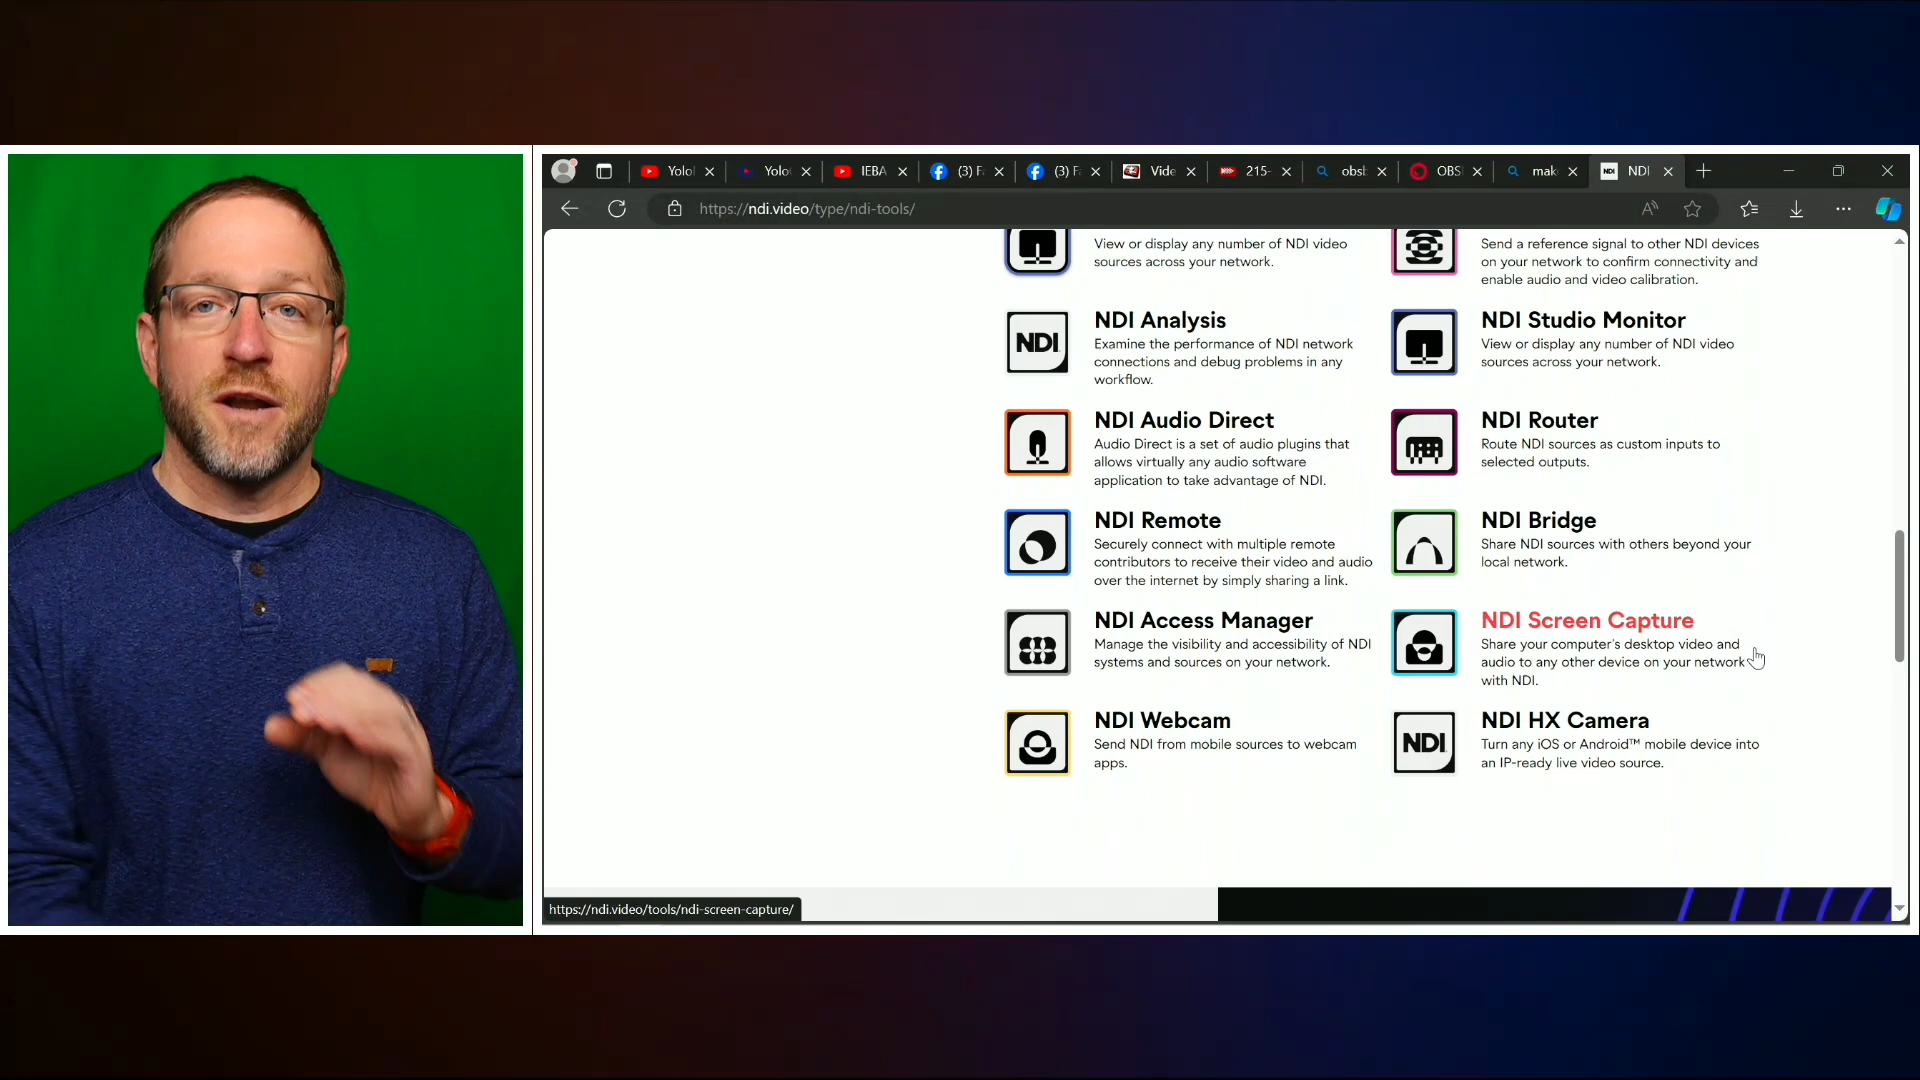 Yolo
Yolo
IEBA
(3) F
(3) F
Vide
215-
obsl
OBS
mak
NDI
NDI
https://ndi.video/type/ndi-tools/
View or display any number of NDI video
sources across your network.
Send a reference signal to other NDI devices
on your network to confirm connectivity and
enable audio and video calibration.
NDI
NDI Analysis
Examine the performance of NDI network
connections and debug problems in any
workflow.
NDI Studio Monitor
View or display any number of NDI video
sources across your network.
NDI Audio Direct
Audio Direct is a set of audio plugins that
allows virtually any audio software
application to take advantage of NDI.
NDI Router
Route NDI sources as custom inputs to
selected outputs.
NDI Remote
Securely connect with multiple remote
contributors to receive their video and audio
over the internet by simply sharing a link.
NDI Bridge
Share NDI sources with others beyond your
local network.
NDI Access Manager
Manage the visibility and accessibility of NDI
systems and sources on your network.
NDI Screen Capture
Share your computer's desktop video and
audio to any other device on your network
with NDI.
NDI Webcam
Send NDI from mobile sources to webcam
apps.
NDI
NDI HX Camera
Turn any iOS or Android™ mobile device into
an IP-ready live video source.
https://ndi.video/tools/ndi-screen-capture/